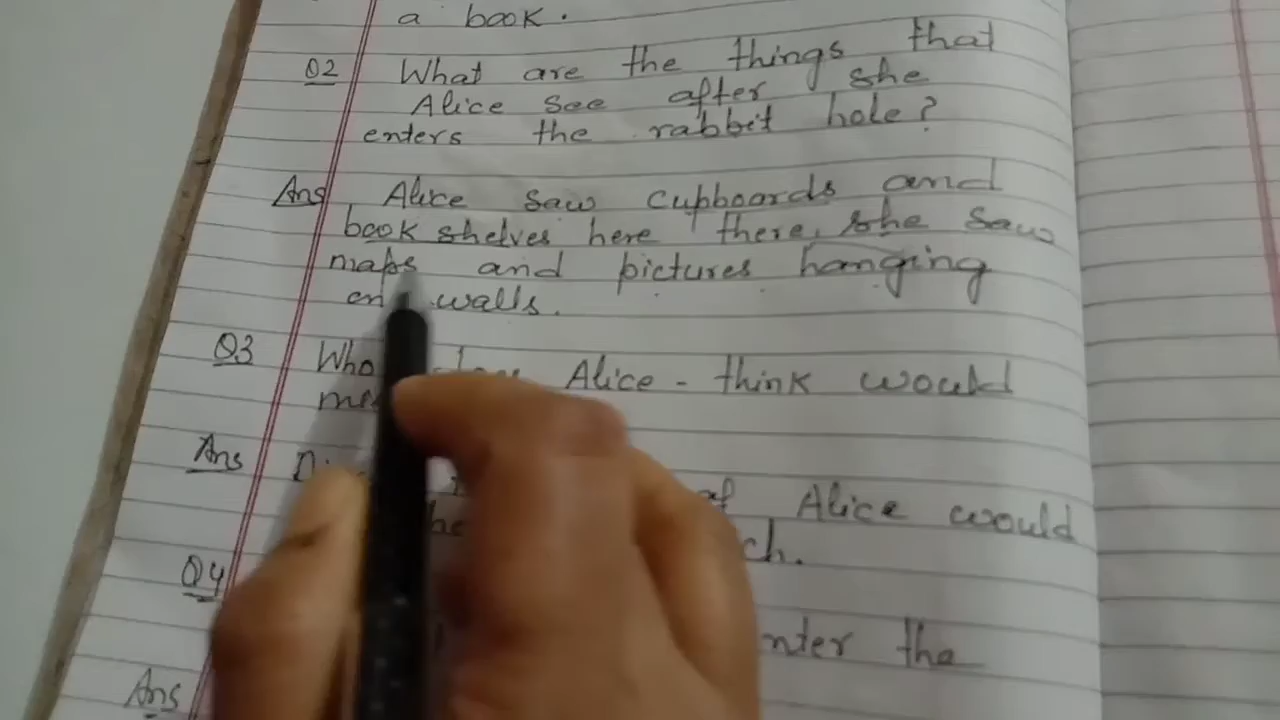 a book.
Q2 What are the things that
Alice see after she
enters the rabbit hole?
Ans Alice saw cupboards and
book shelves here there, she saw
maps and pictures hanging
on walls.
Q3 Alice - think would
Ans of Alice would
Q4
the
Ans